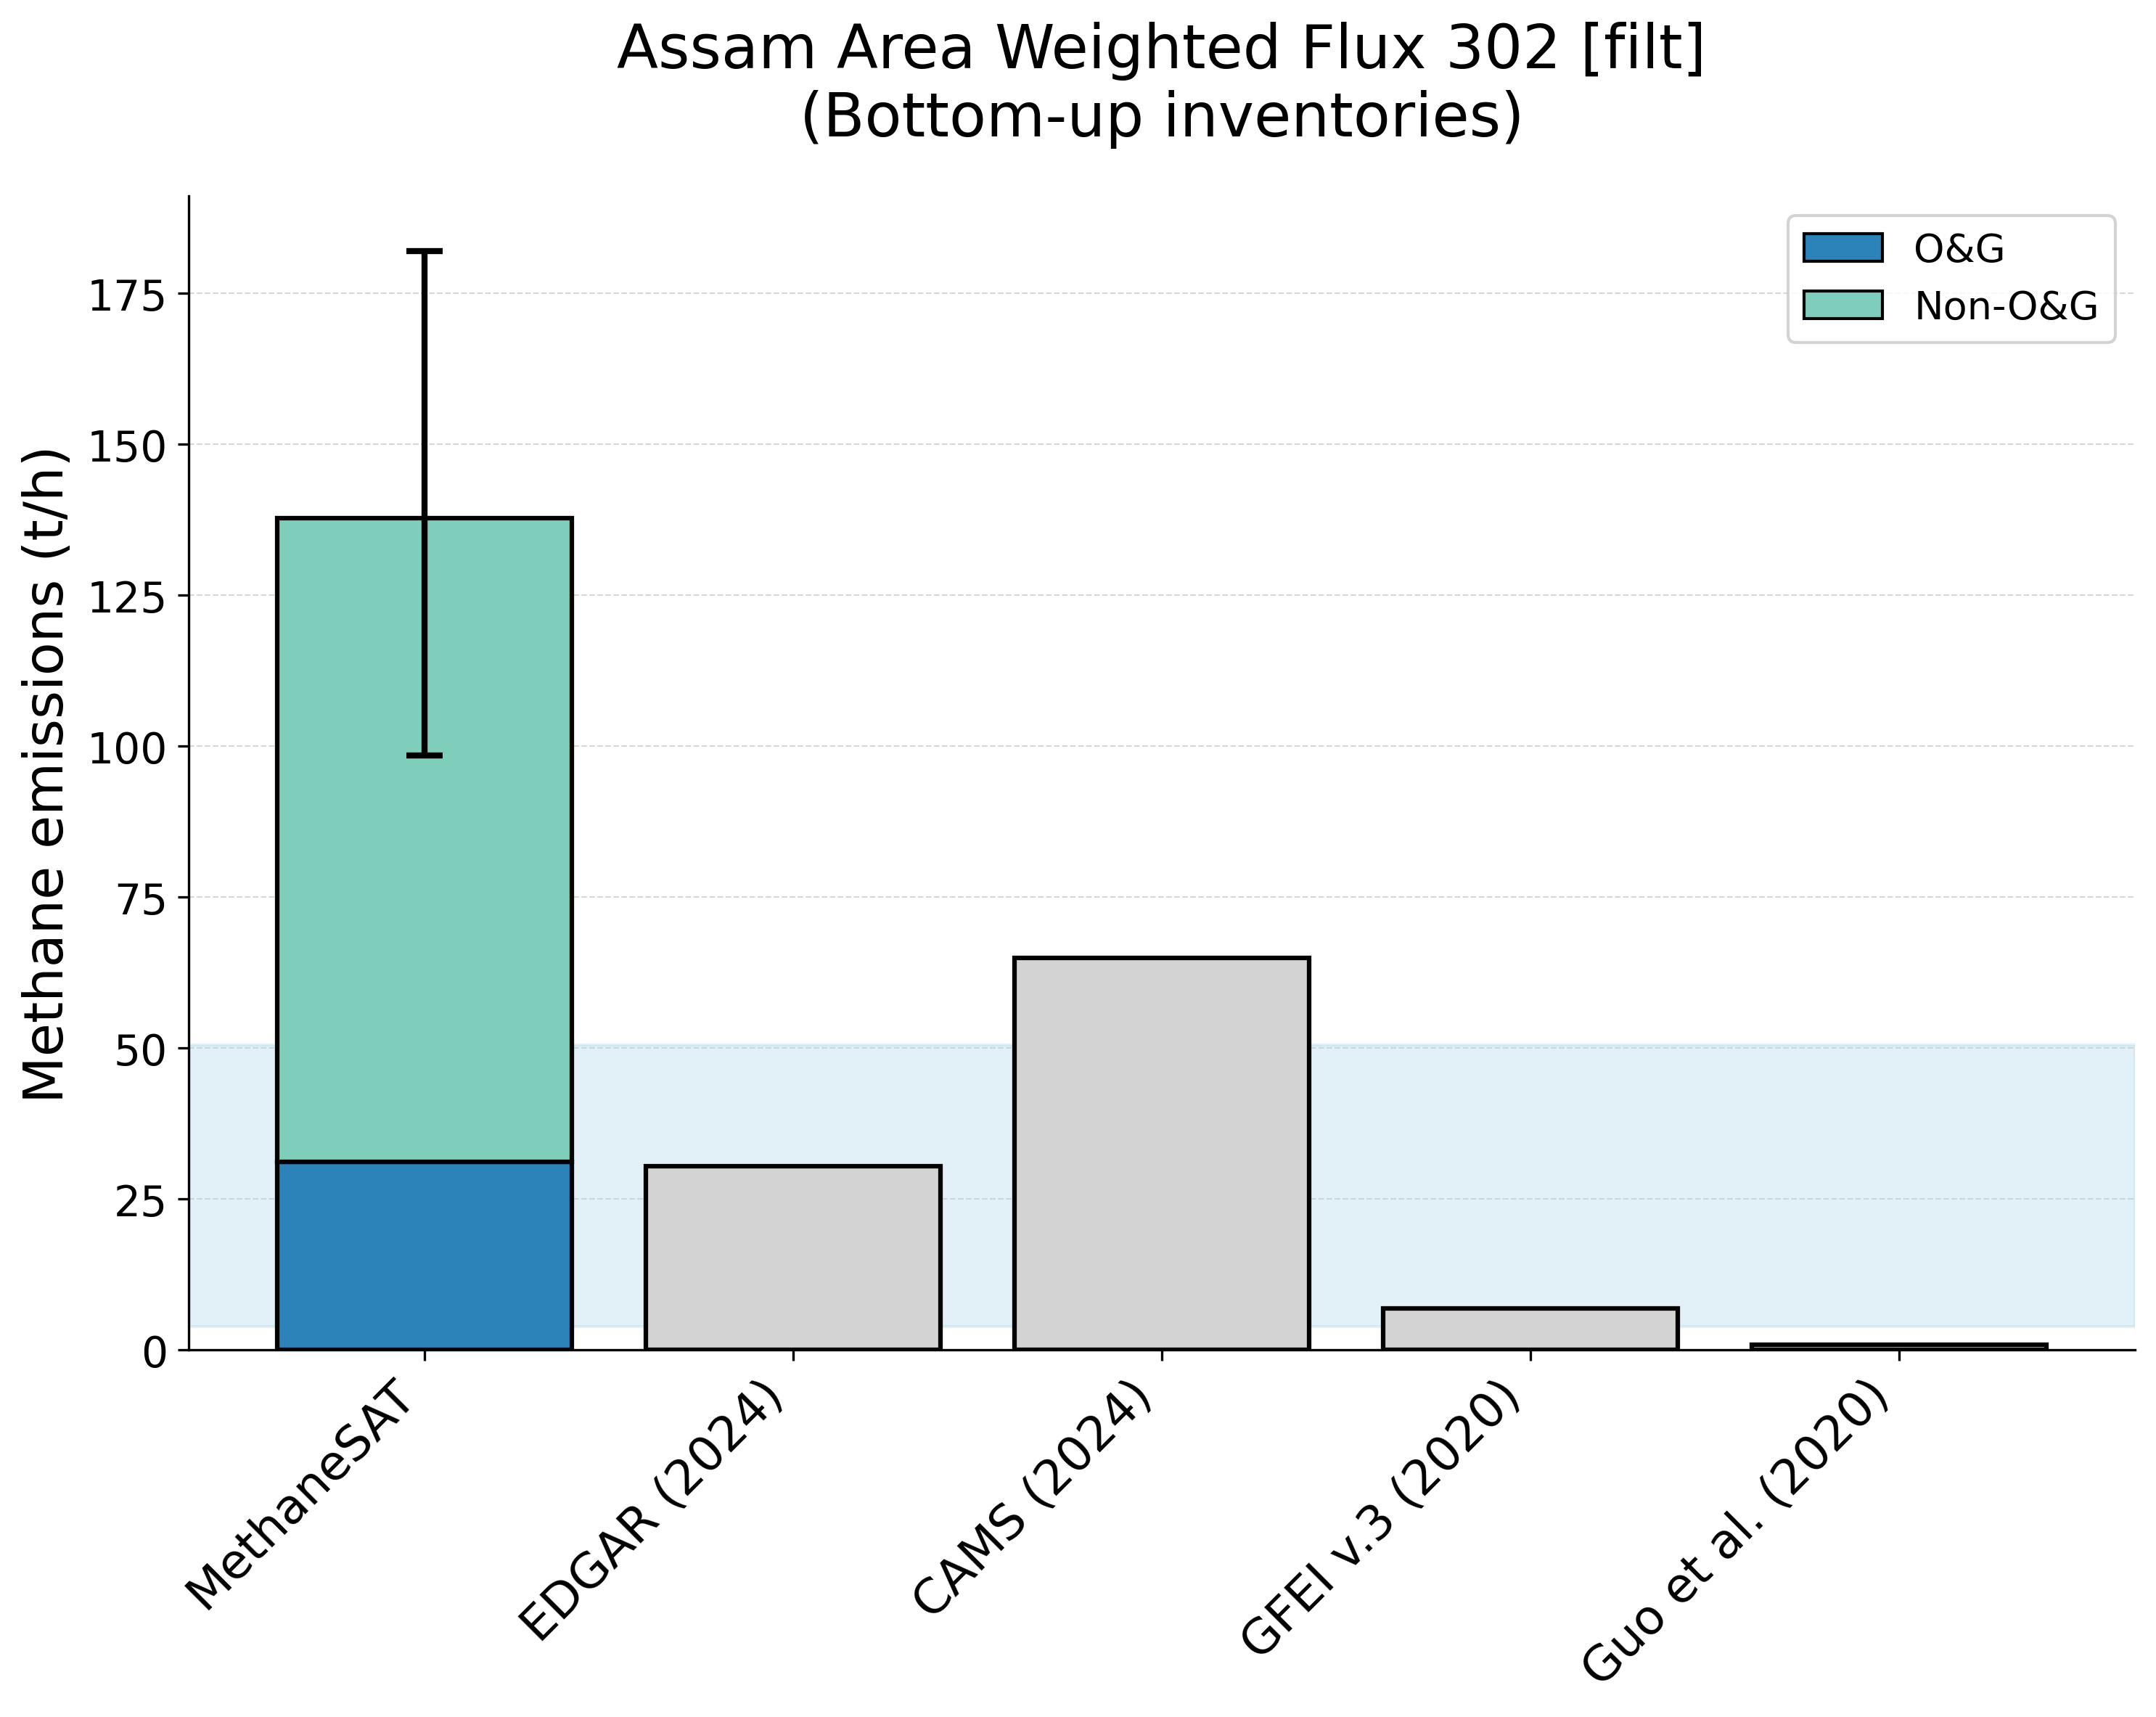 Assam Area Weighted Flux 302 [filt]
(Bottom-up inventories)
Methane emissions (t/h)
175
150
125
100
75
50
25
0
O&G
Non-O&G
MethaneSAT
EDGAR (2024)
CAMS (2024)
GFEI v.3 (2020)
Guo et al. (2020)